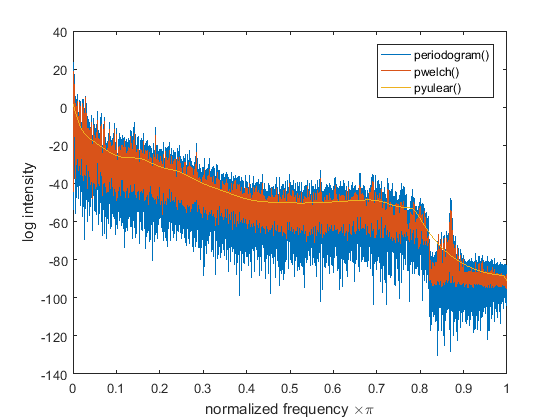 40
20
0
-20
-40
-60
-80
-100
-120
-140
log intensity
periodogram()
pwelch()
pyulear()
0 0.1 0.2 0.3 0.4 0.5 0.6 0.7 0.8 0.9 1
normalized frequency ×π